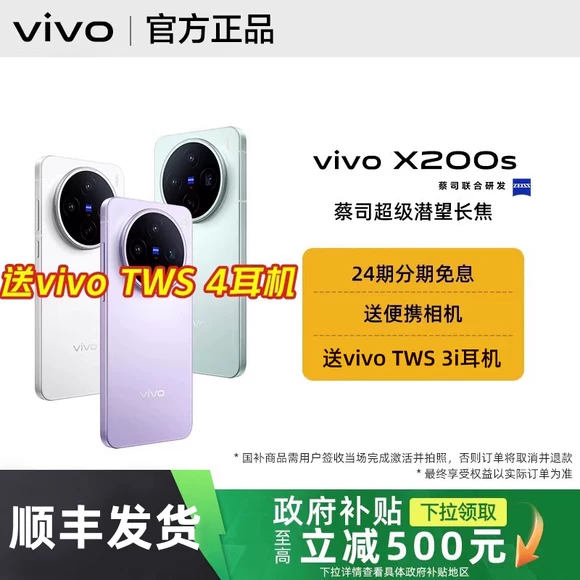 vivo 官方正品
vivo X200s
蔡司联合研发 ZEISS
蔡司超级潜望长焦
送vivo TWS 4耳机
24期分期免息
送便携相机
送vivo TWS 3i耳机
vivo
vivo
vivo
* 国补商品需用户签收当场完成激活并拍照，否则订单将取消并退款
* 最终享受权益以实际订单为准
顺丰发货
政府补贴 下拉领取
至高 立减500元
下拉详情查看具体政府补贴地区